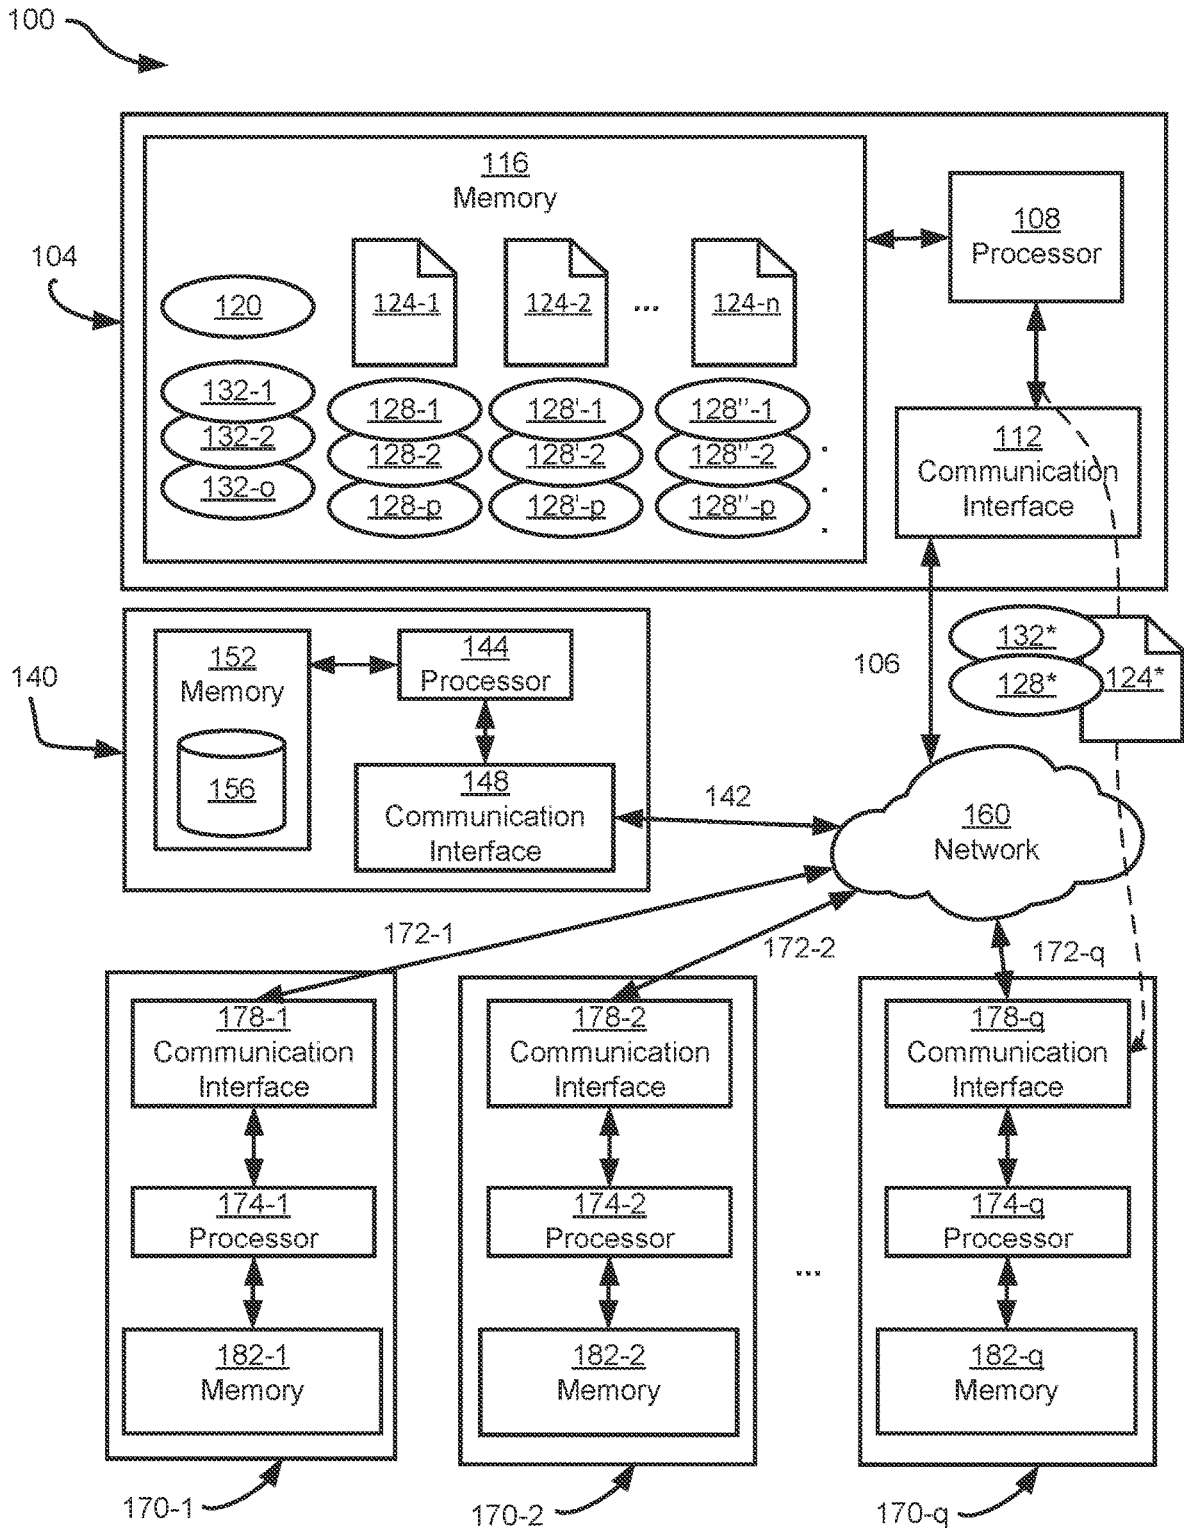 100
116
Memory
108
Processor
104
120
124-1
124-2
...
124-n
132-1
132-2
132-o
128-1
128'-1
128''-1
128-2
128'-2
128''-2
128-p
128'-p
128''-p
112
Communication
Interface
132*
128*
124*
106
140
152
Memory
144
Processor
156
148
Communication
Interface
142
160
Network
172-1
172-2
172-q
178-1
Communication
Interface
178-2
Communication
Interface
178-q
Communication
Interface
174-1
Processor
174-2
Processor
174-q
Processor
...
182-1
Memory
182-2
Memory
182-q
Memory
170-1
170-2
170-q